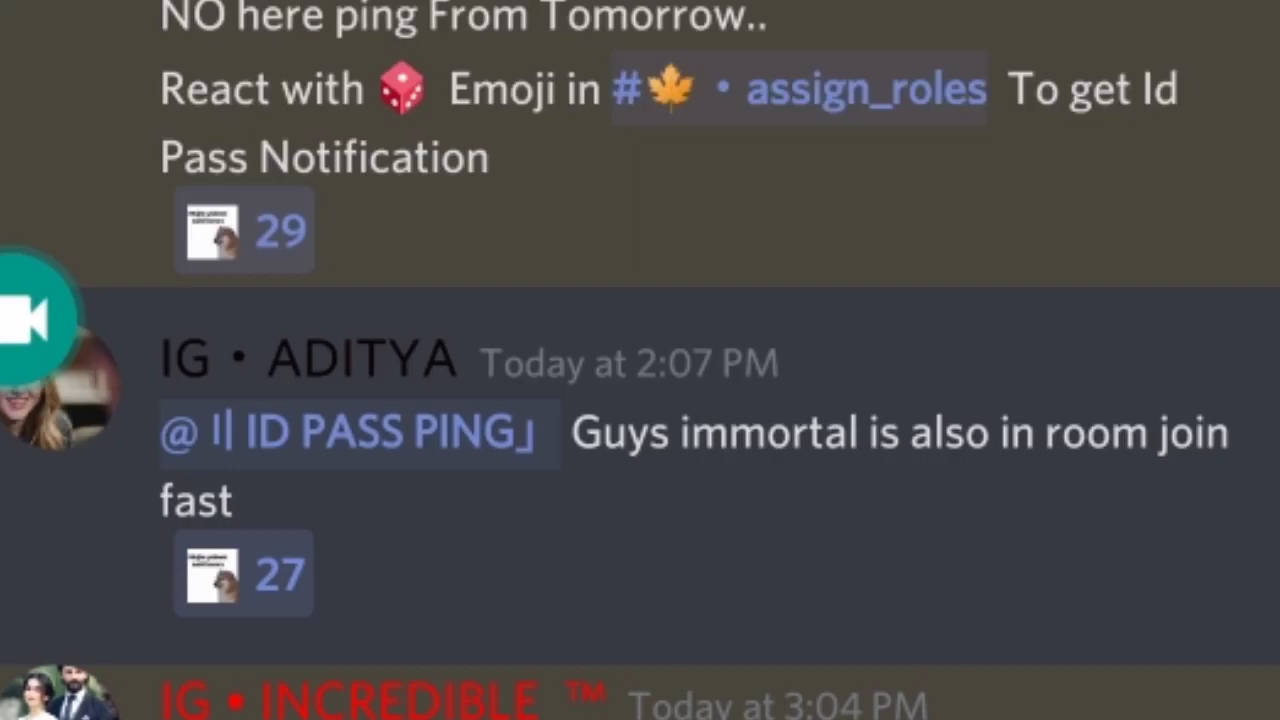 NO here ping From Tomorrow..
React with 🎲 Emoji in #🍁・assign_roles To get Id
Pass Notification
29
IG • ADITYA Today at 2:07 PM
@〢ID PASS PING」 Guys immortal is also in room join
fast
27
IG • INCREDIBLE ™ Today at 3:04 PM